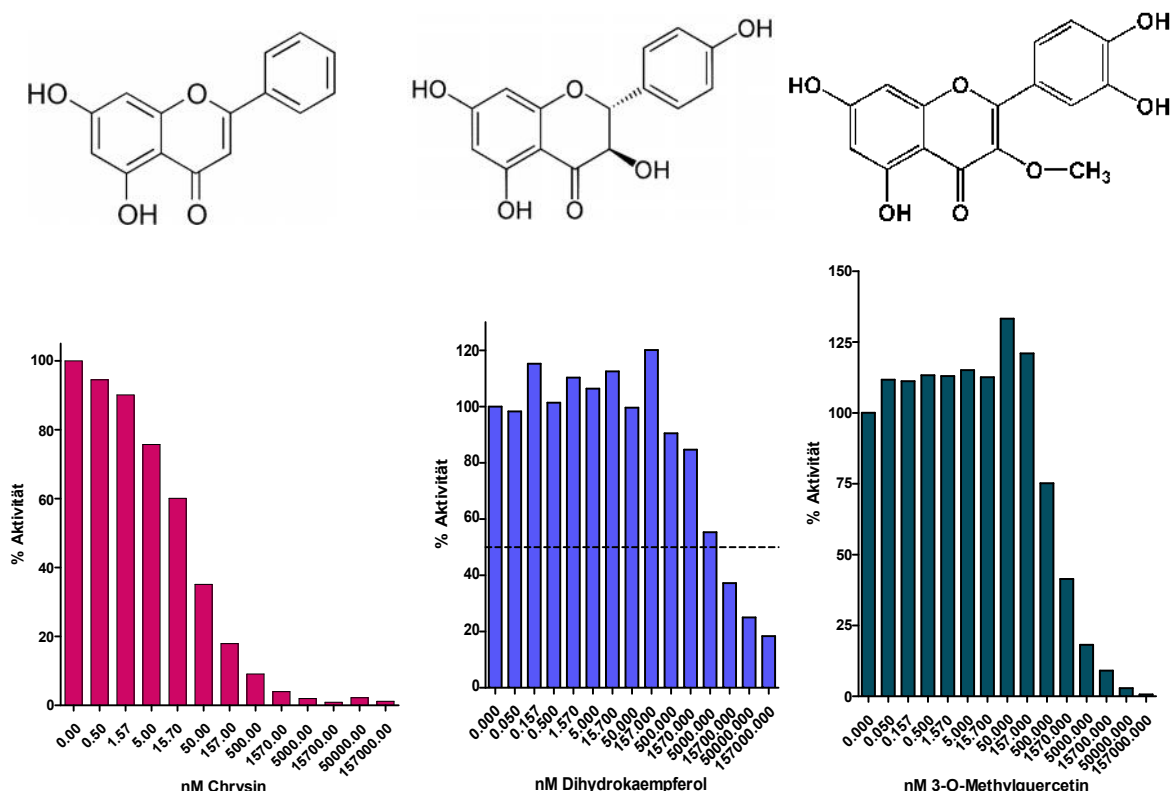 HO
O
OH
O
HO
O
OH
OH
OH
O
HO
O
OH
OH
O—CH3
OH
O
% Aktivität
100
80
60
40
20
0
0.00
0.50
1.57
5.00
15.70
50.00
157.00
500.00
1570.00
5000.00
15700.00
50000.00
157000.00
nM Chrysin
% Aktivität
120
100
80
60
40
20
0
0.000
0.050
0.157
0.500
1.570
5.000
15.700
50.000
157.000
500.000
1570.000
5000.000
15700.000
50000.000
157000.000
nM Dihydrokaempferol
% Aktivität
150
125
100
75
50
25
0
0.000
0.050
0.157
0.500
1.570
5.000
15.700
50.000
157.000
500.000
1570.000
5000.000
15700.000
50000.000
157000.000
nM 3-O-Methylquercetin